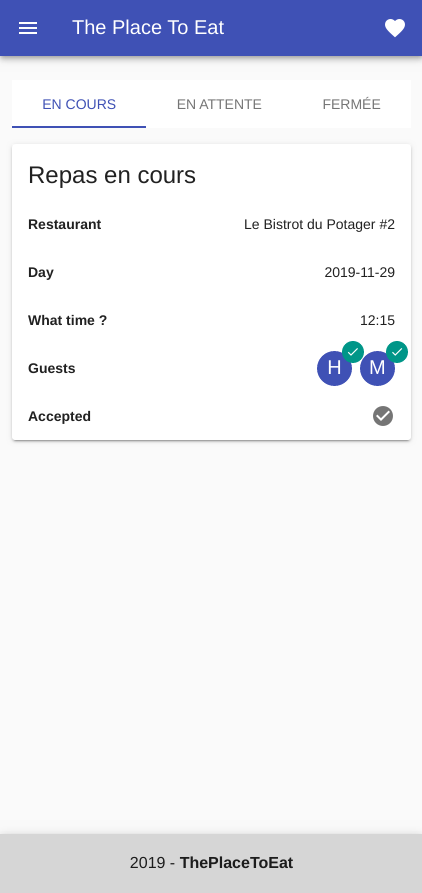 The Place To Eat
EN COURS EN ATTENTE FERMÉE
Repas en cours
Restaurant Le Bistrot du Potager #2
Day 2019-11-29
What time ? 12:15
Guests H M
Accepted
2019 - ThePlaceToEat